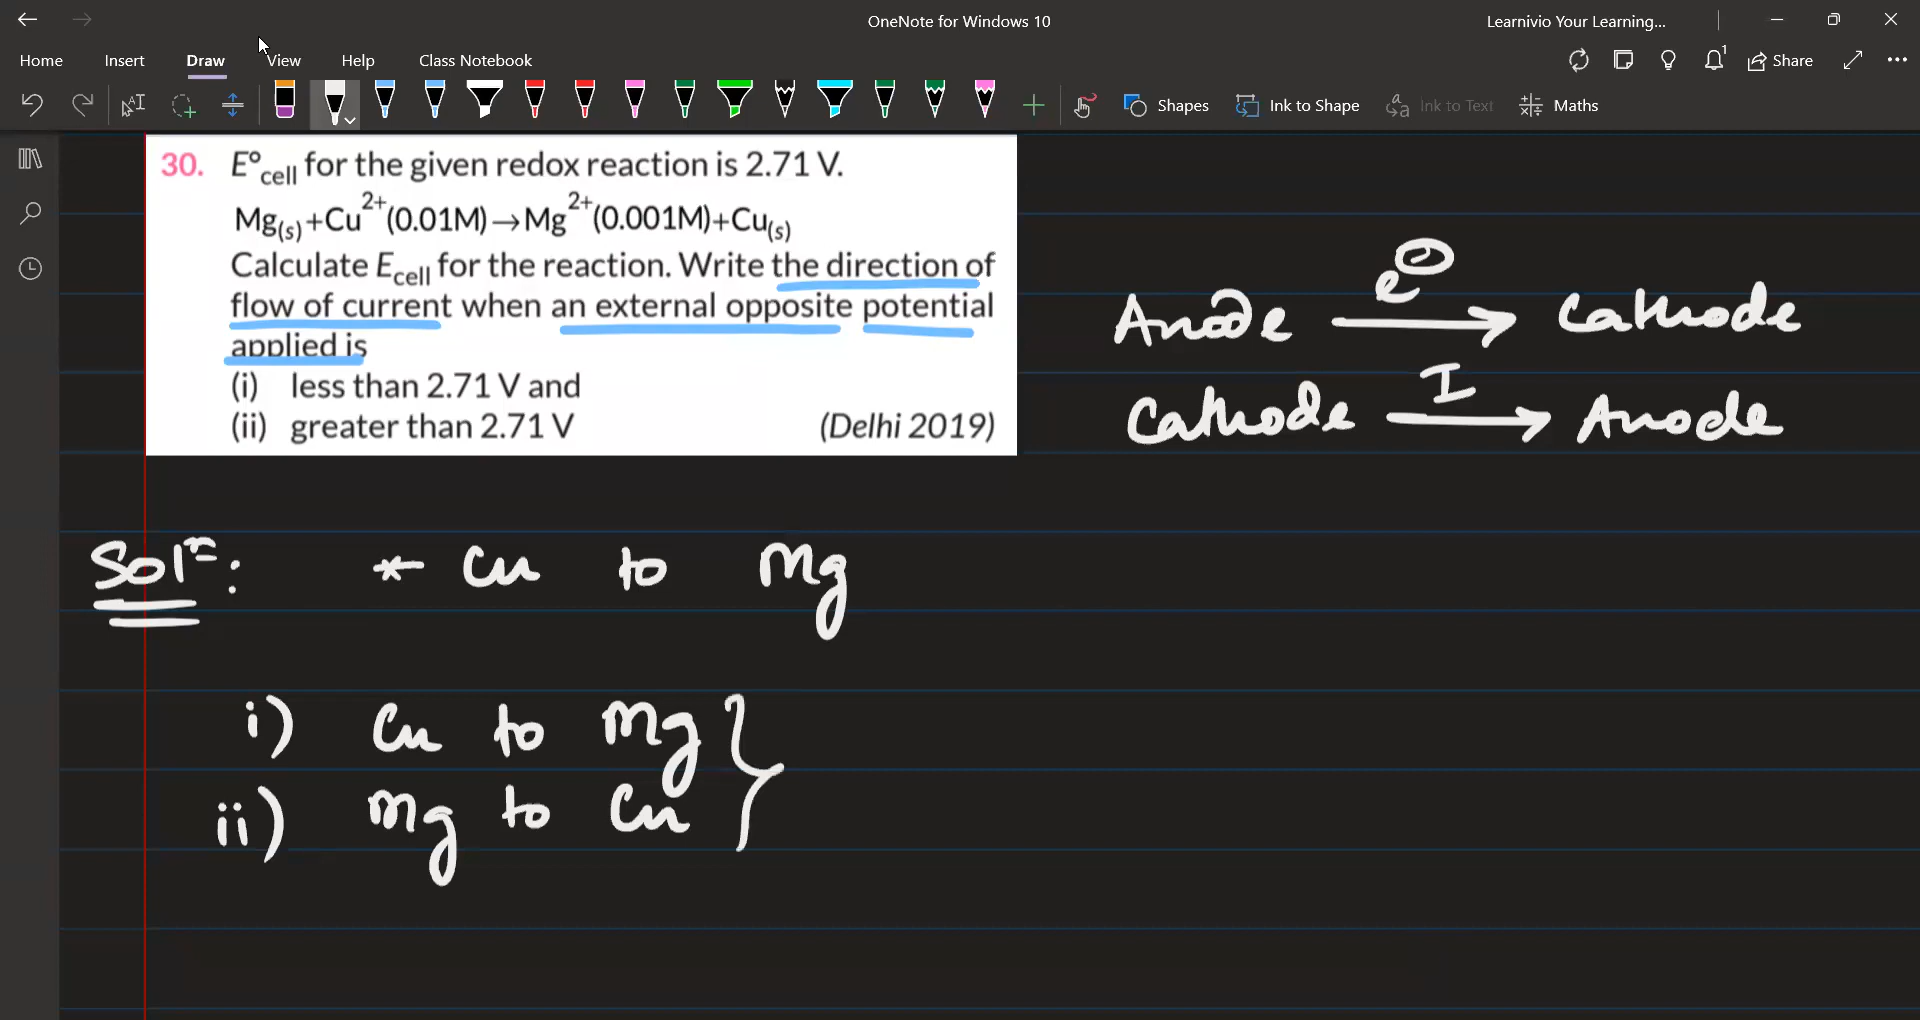 OneNote for Windows 10
Learnivio Your Learning...
Home Insert Draw View Help Class Notebook
1 Share
Shapes Ink to Shape Ink to Text Maths
30. E°cell for the given redox reaction is 2.71 V.
Mg(s)+Cu2+(0.01M)→Mg2+(0.001M)+Cu(s)
Calculate Ecell for the reaction. Write the direction of
flow of current when an external opposite potential
applied is
(i) less than 2.71 V and
(ii) greater than 2.71 V (Delhi 2019)
Anode e⊖ → Cathode
Cathode I → Anode
Solⁿ: * Cu to Mg
i) Cu to Mg
ii) Mg to Cu